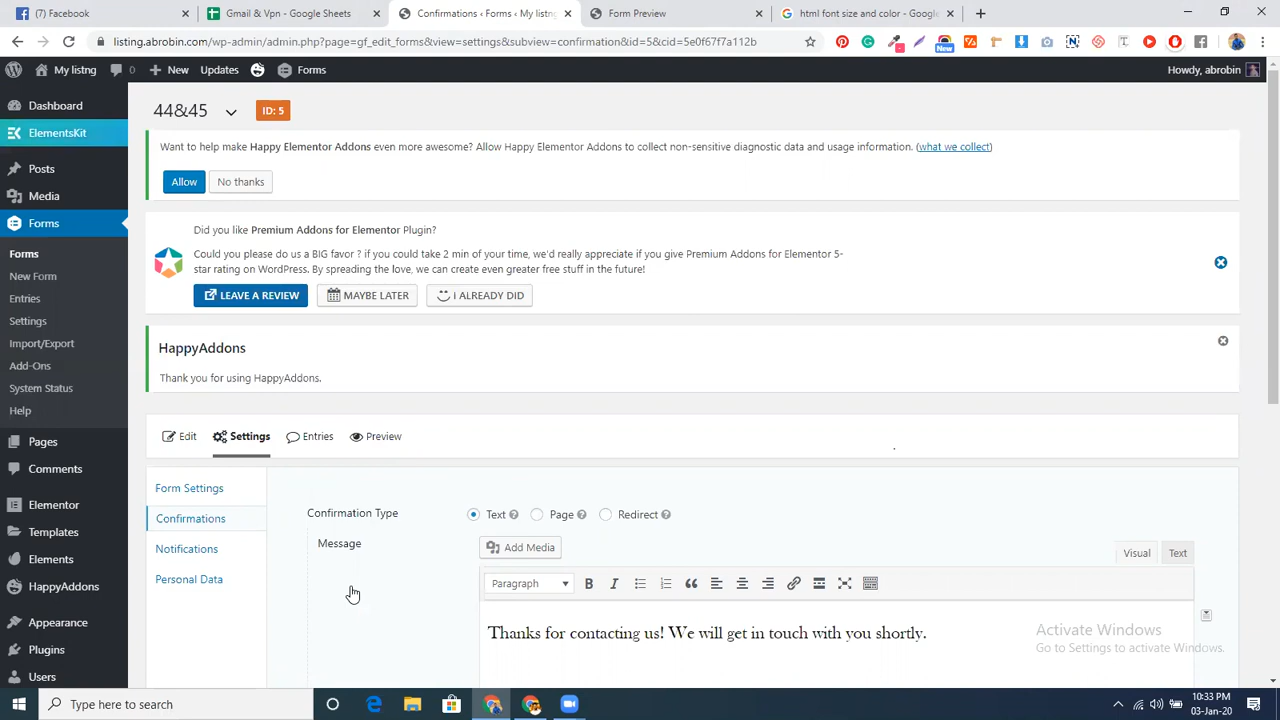 Facebook
Gmail & Vpn - Google Sheets
Confirmations ‹ Forms ‹ My listng
Form Preview
html font size and color - Google
listing.abrobin.com/wp-admin/admin.php?page=gf_edit_forms&view=settings&subview=confirmation&id=5&cid=5e0f67f7a112b
New
My listng
0
New
Updates
Forms
Howdy, abrobin
Dashboard
ElementsKit
Posts
Media
Forms
Forms
New Form
Entries
Settings
Import/Export
Add-Ons
System Status
Help
Pages
Comments
Elementor
Templates
Elements
HappyAddons
Appearance
Plugins
Users
44&45
ID: 5
Want to help make Happy Elementor Addons even more awesome? Allow Happy Elementor Addons to collect non-sensitive diagnostic data and usage information. (what we collect)
Allow
No thanks
Did you like Premium Addons for Elementor Plugin?
Could you please do us a BIG favor ? if you could take 2 min of your time, we'd really appreciate if you give Premium Addons for Elementor 5-
star rating on WordPress. By spreading the love, we can create even greater free stuff in the future!
LEAVE A REVIEW
MAYBE LATER
I ALREADY DID
HappyAddons
Thank you for using HappyAddons.
Edit
Settings
Entries
Preview
Form Settings
Confirmations
Notifications
Personal Data
Confirmation Type
Text
Page
Redirect
Message
Add Media
Visual
Text
Paragraph
B
I
Thanks for contacting us! We will get in touch with you shortly.
Activate Windows
Go to Settings to activate Windows.
Type here to search
10:33 PM
03-Jan-20